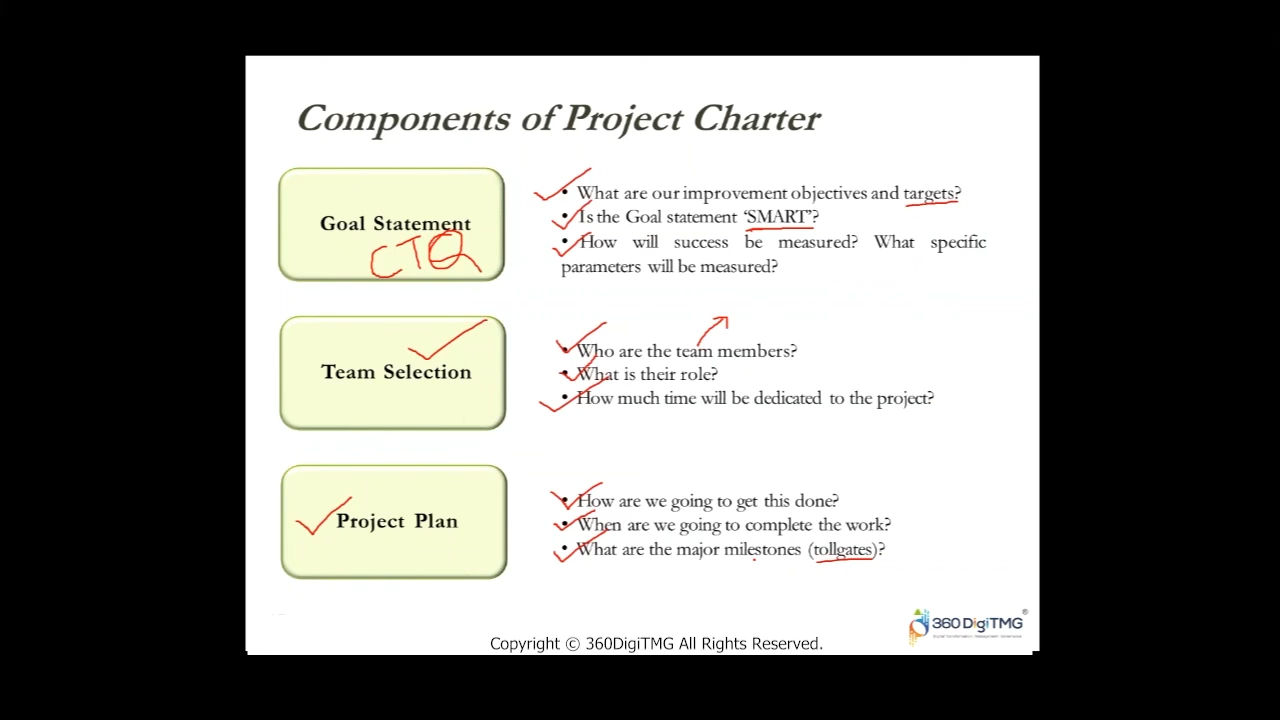 Components of Project Charter
Goal Statement
CTQ
• What are our improvement objectives and targets?
• Is the Goal statement ‘SMART’?
• How will success be measured? What specific
parameters will be measured?
Team Selection
• Who are the team members?
• What is their role?
• How much time will be dedicated to the project?
Project Plan
• How are we going to get this done?
• When are we going to complete the work?
• What are the major milestones (tollgates)?
360DigiTMG®
Copyright © 360DigiTMG All Rights Reserved.